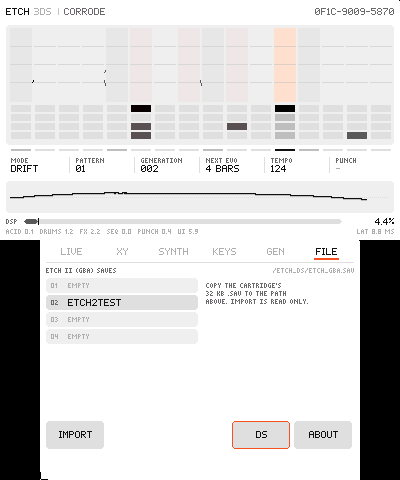 ETCH 3DS | CORRODE
0F1C-9009-5870
MODE PATTERN GENERATION NEXT EVO TEMPO PUNCH
DRIFT 01 002 4 BARS 124 -
DSP 4.4%
ACID 0.1 DRUMS 1.2 FX 2.2 SEQ 0.0 PUNCH 0.4 UI 5.9 LAT 8.8 MS
LIVE XY SYNTH KEYS GEN FILE
ETCH II (GBA) SAVES /ETCH_DS/ETCH_GBA.SAV
01 EMPTY
02 ETCH2TEST
03 EMPTY
04 EMPTY
COPY THE CARTRIDGE'S
32 KB .SAV TO THE PATH
ABOVE. IMPORT IS READ ONLY.
IMPORT DS ABOUT